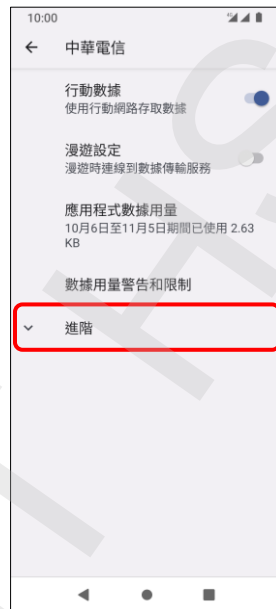 10:00
中華電信
行動數據
使用行動網路存取數據
漫遊設定
漫遊時連線到數據傳輸服務
應用程式數據用量
10月6日至11月5日期間已使用 2.63
KB
數據用量警告和限制
進階